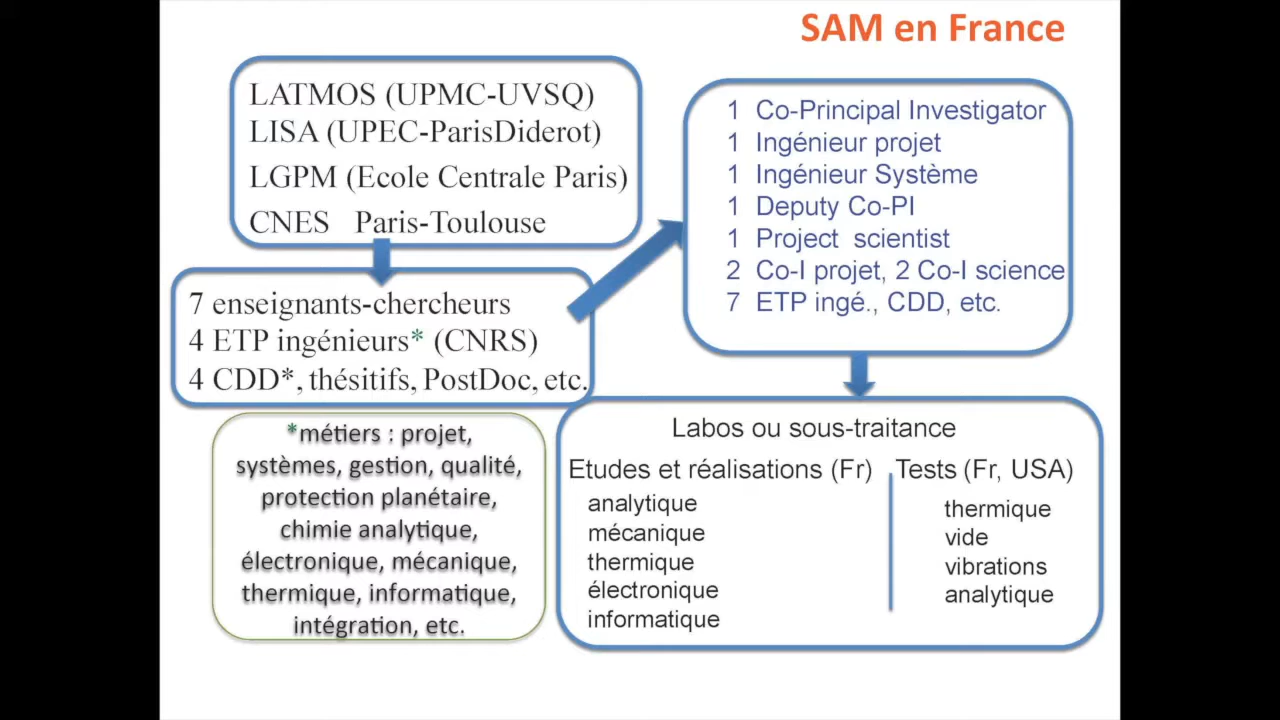 SAM en France
LATMOS (UPMC-UVSQ)
LISA (UPEC-ParisDiderot)
LGPM (Ecole Centrale Paris)
CNES Paris-Toulouse
7 enseignants-chercheurs
4 ETP ingénieurs* (CNRS)
4 CDD*, thésitifs, PostDoc, etc.
*métiers : projet,
systèmes, gestion, qualité,
protection planétaire,
chimie analytique,
électronique, mécanique,
thermique, informatique,
intégration, etc.
1 Co-Principal Investigator
1 Ingénieur projet
1 Ingénieur Système
1 Deputy Co-PI
1 Project scientist
2 Co-I projet, 2 Co-I science
7 ETP ingé., CDD, etc.
Labos ou sous-traitance
Etudes et réalisations (Fr)
analytique
mécanique
thermique
électronique
informatique
Tests (Fr, USA)
thermique
vide
vibrations
analytique